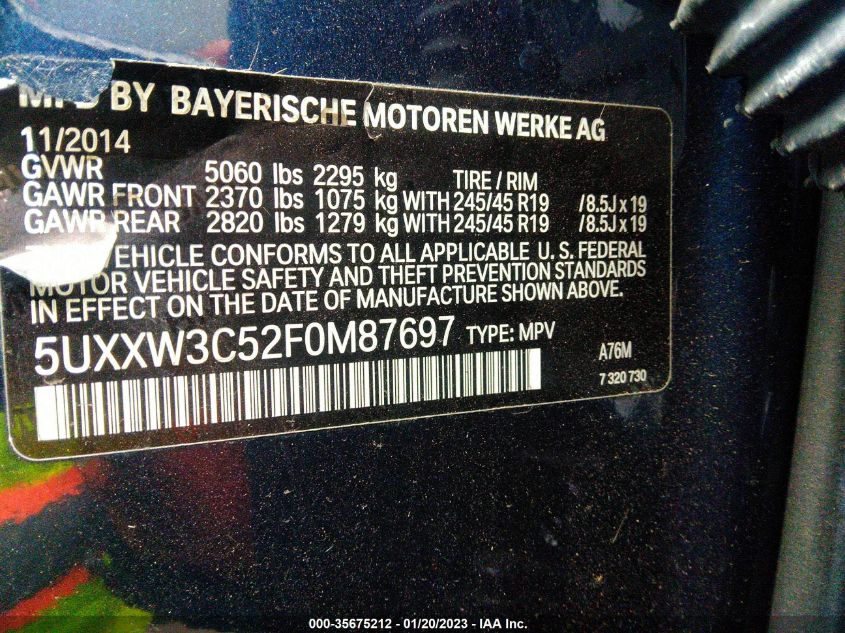 MFD BY BAYERISCHE MOTOREN WERKE AG
11/2014
GVWR 5060 lbs 2295 kg TIRE / RIM
GAWR FRONT 2370 lbs 1075 kg WITH 245/45 R19 / 8.5J x 19
GAWR REAR 2820 lbs 1279 kg WITH 245/45 R19 / 8.5J x 19
VEHICLE CONFORMS TO ALL APPLICABLE U. S. FEDERAL
MOTOR VEHICLE SAFETY AND THEFT PREVENTION STANDARDS
IN EFFECT ON THE DATE OF MANUFACTURE SHOWN ABOVE.
5UXXW3C52F0M87697 TYPE: MPV
A76M
7 320 730
000-35675212 - 01/20/2023 - IAA Inc.